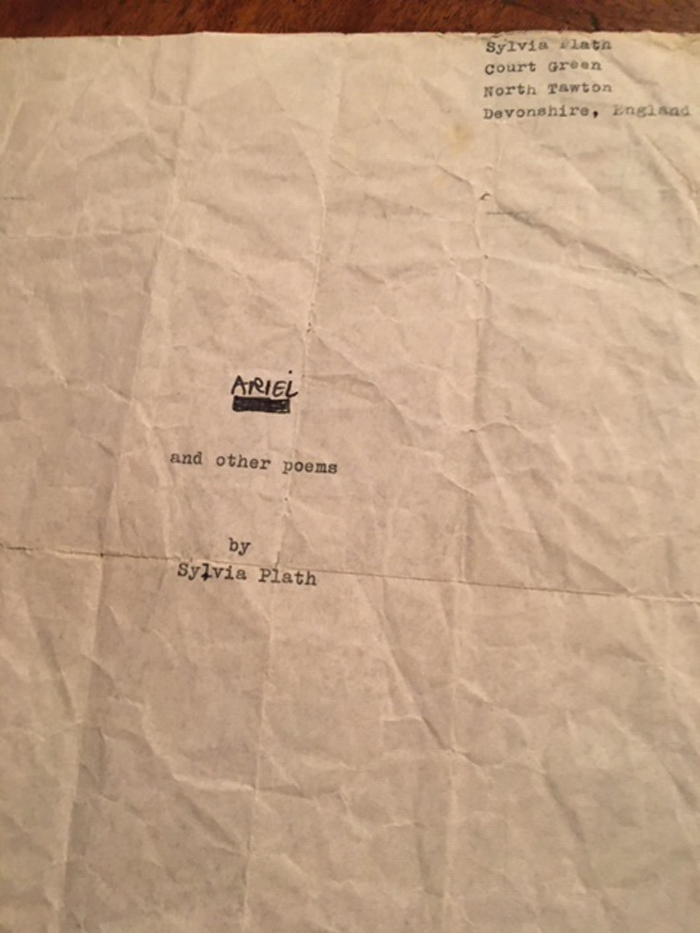 Sylvia Plath
Court Green
North Tawton
Devonshire, England
ARIEL
and other poems
by
Sylvia Plath